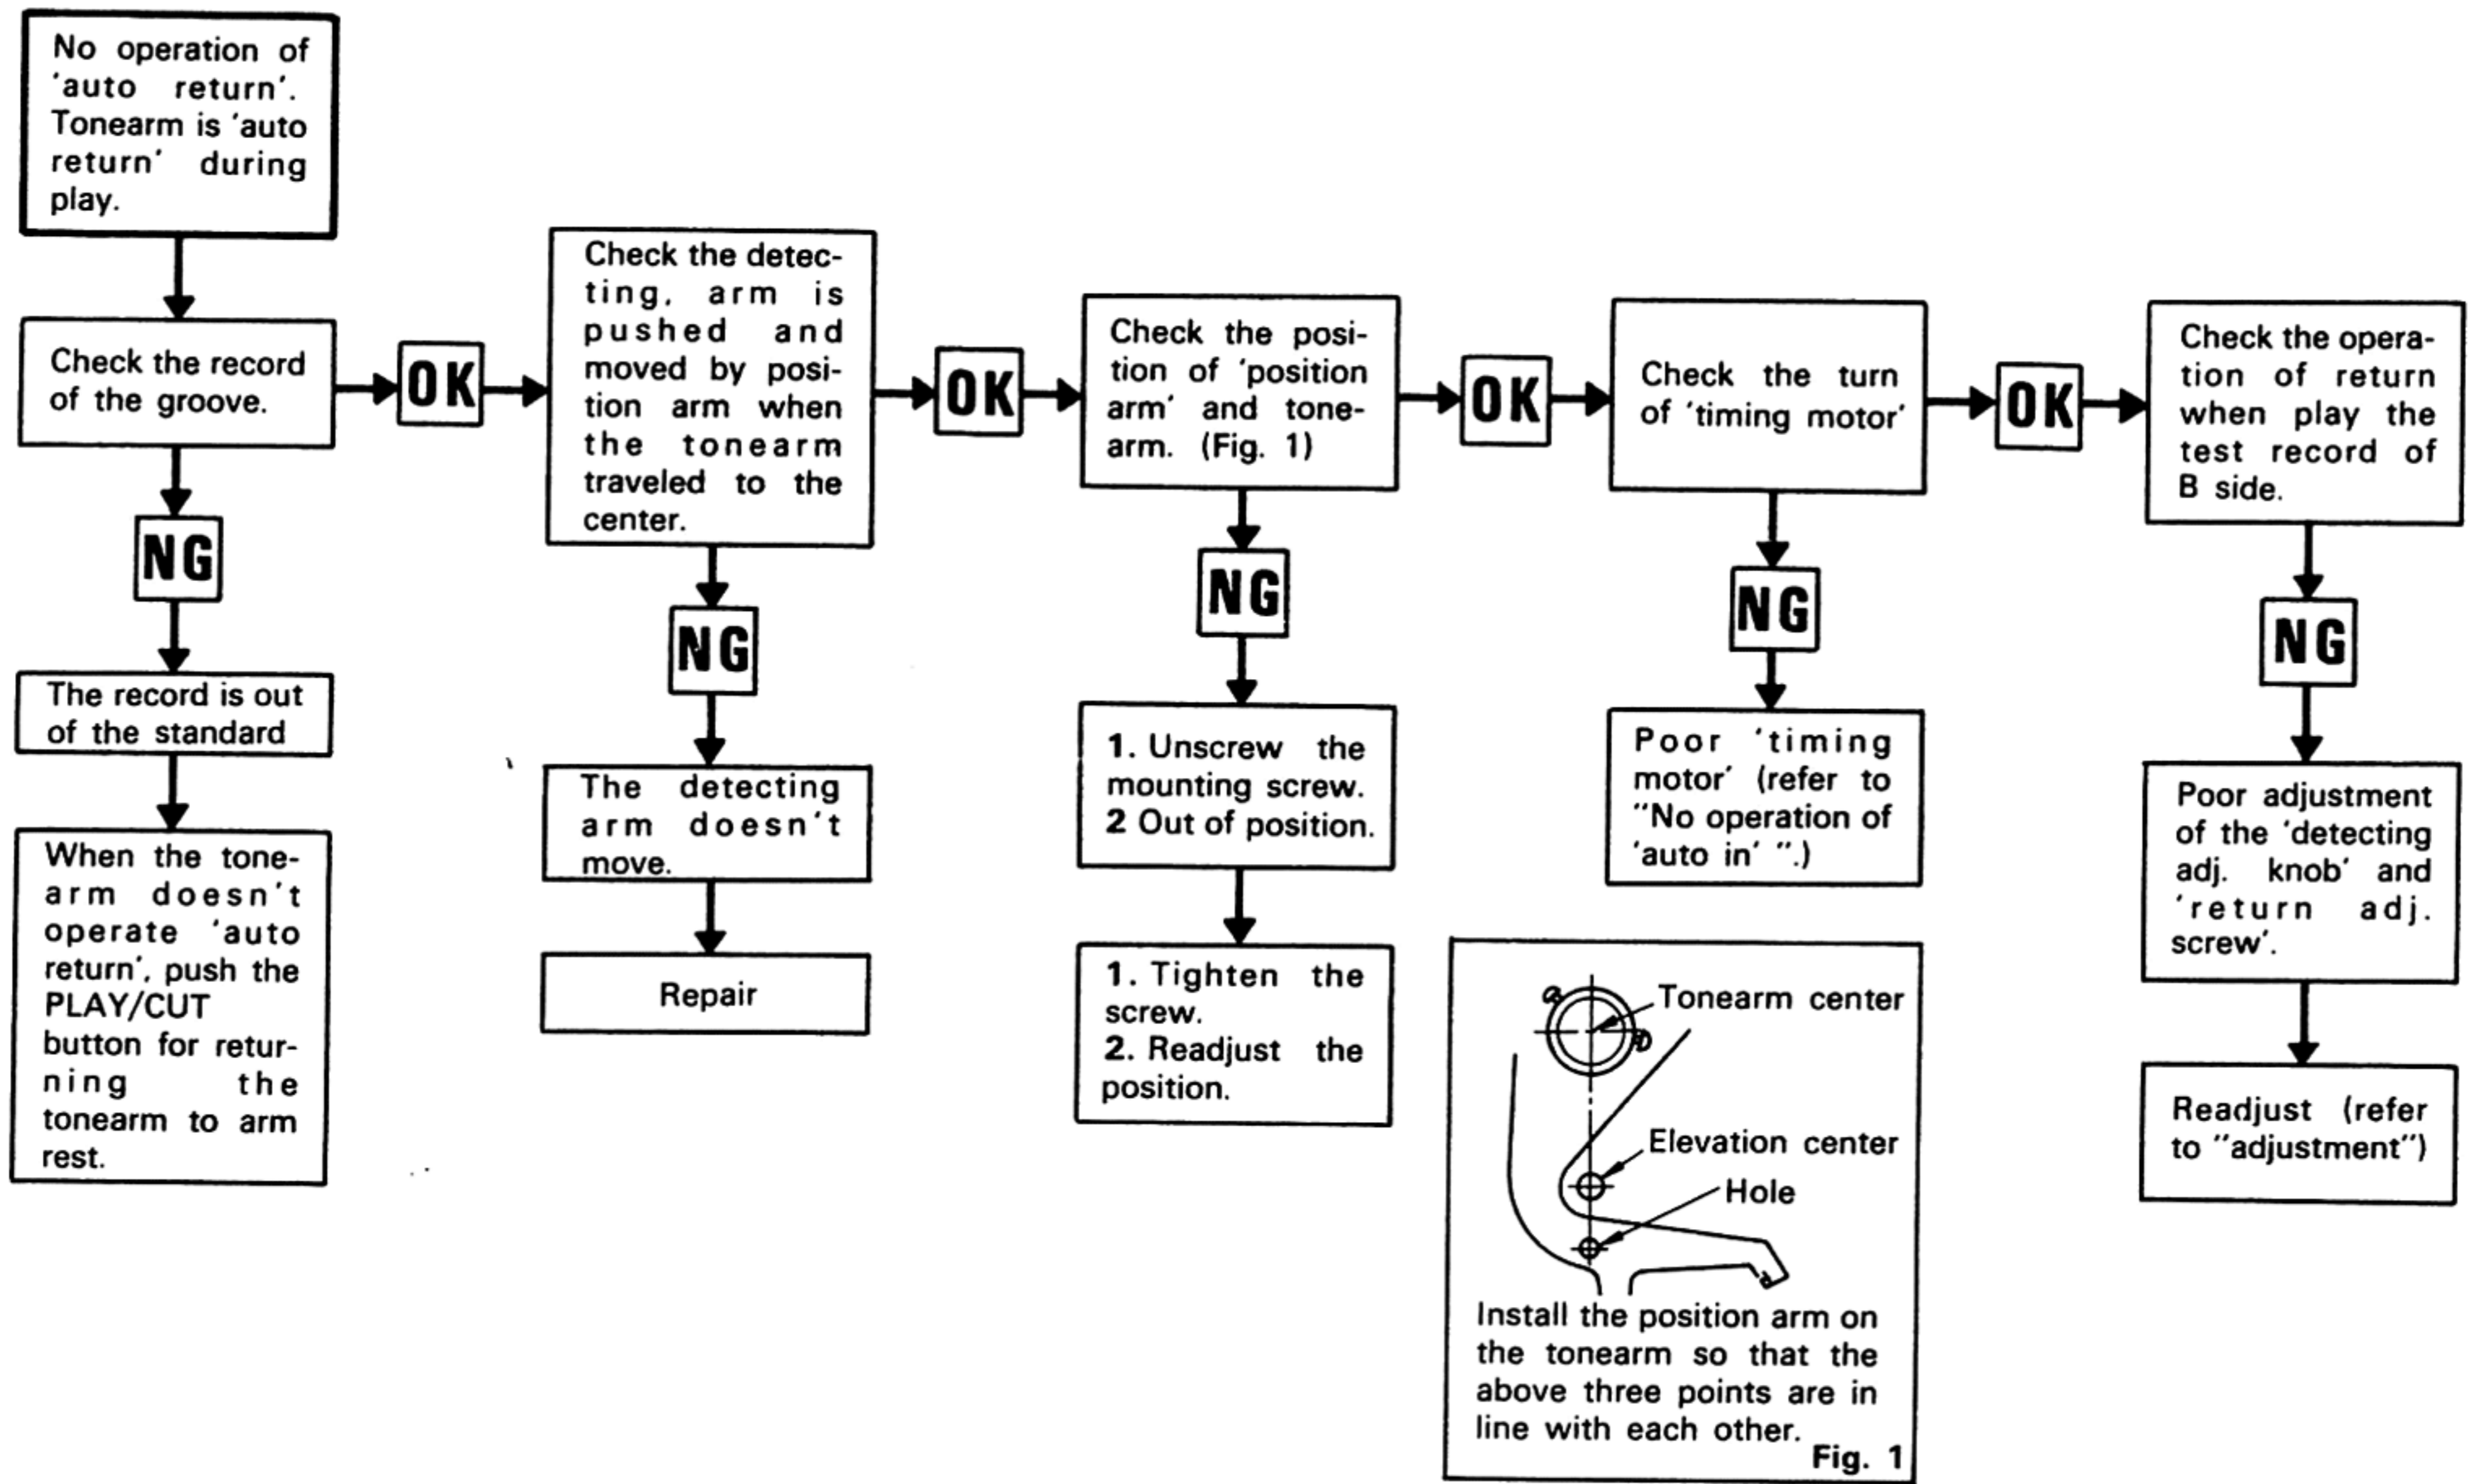 No operation of
'auto return'.
Tonearm is 'auto
return' during
play.
Check the record
of the groove.
NG
The record is out
of the standard
When the tone-
arm doesn't
operate 'auto
return', push the
PLAY/CUT
button for retur-
ning the
tonearm to arm
rest.
OK
Check the detec-
ting, arm is
pushed and
moved by posi-
tion arm when
the tonearm
traveled to the
center.
NG
The detecting
arm doesn't
move.
Repair
OK
Check the posi-
tion of 'position
arm' and tone-
arm. (Fig. 1)
NG
1. Unscrew the
mounting screw.
2 Out of position.
1. Tighten the
screw.
2. Readjust the
position.
OK
Check the turn
of 'timing motor'
NG
Poor 'timing
motor' (refer to
"No operation of
'auto in' ".)
OK
Check the opera-
tion of return
when play the
test record of
B side.
NG
Poor adjustment
of the 'detecting
adj. knob' and
'return adj.
screw'.
Readjust (refer
to "adjustment")
Tonearm center
Elevation center
Hole
Install the position arm on
the tonearm so that the
above three points are in
line with each other.
Fig. 1